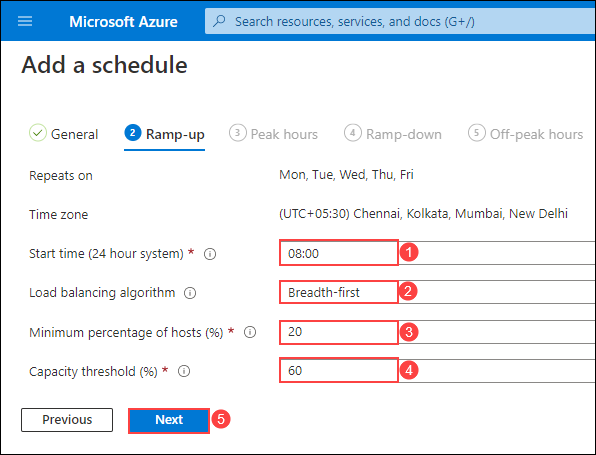 Microsoft Azure
Search resources, services, and docs (G+/)
Add a schedule
General
2 Ramp-up
3 Peak hours
4 Ramp-down
5 Off-peak hours
Repeats on Mon, Tue, Wed, Thu, Fri
Time zone (UTC+05:30) Chennai, Kolkata, Mumbai, New Delhi
Start time (24 hour system) * 08:00 1
Load balancing algorithm Breadth-first 2
Minimum percentage of hosts (%) * 20 3
Capacity threshold (%) * 60 4
Previous Next 5